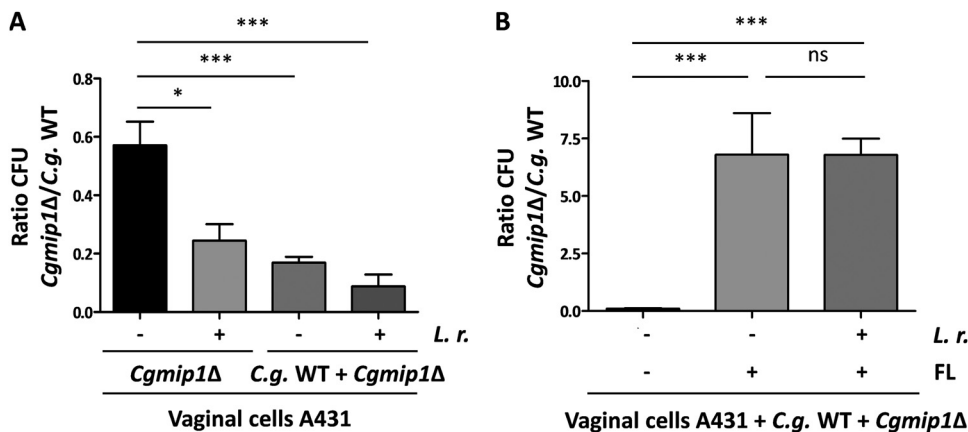 A
***
***
*
0.8
0.6
0.4
0.2
0.0
Ratio CFU
Cgmip1Δ/C.g. WT
- + - + L. r.
Cgmip1Δ C.g. WT + Cgmip1Δ
Vaginal cells A431
B
***
*** ns
10.0
7.5
5.0
2.5
0.0
Ratio CFU
Cgmip1Δ/C.g. WT
- - + L. r.
- + + FL
Vaginal cells A431 + C.g. WT + Cgmip1Δ